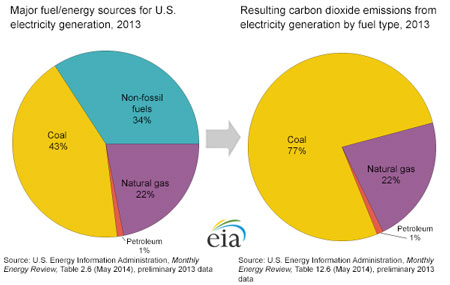 Major fuel/energy sources for U.S.
electricity generation, 2013
Non-fossil
fuels
34%
Coal
43%
Natural gas
22%
Petroleum
1%
Source: U.S. Energy Information Administration, Monthly
Energy Review, Table 2.6 (May 2014), preliminary 2013 data
eia
Resulting carbon dioxide emissions from
electricity generation by fuel type, 2013
Coal
77%
Natural gas
22%
Petroleum
1%
Source: U.S. Energy Information Administration, Monthly
Energy Review, Table 12.6 (May 2014), preliminary 2013
data